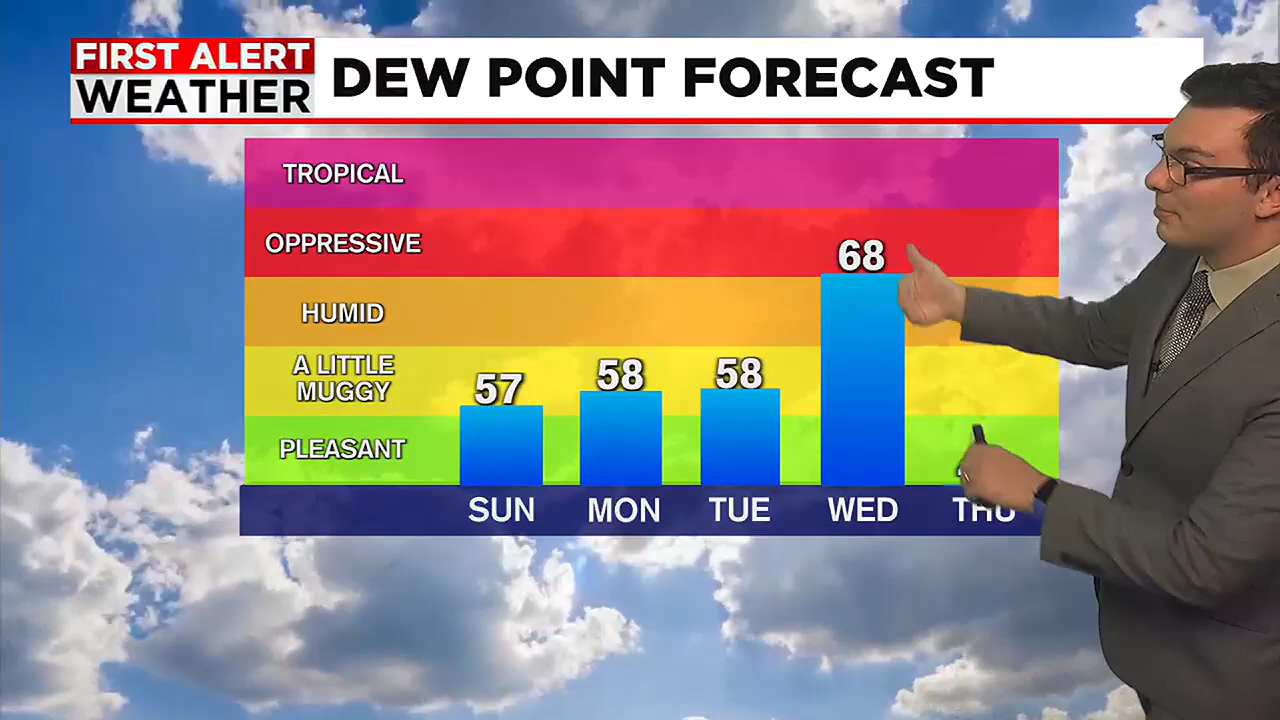 FIRST ALERT
WEATHER
DEW POINT FORECAST
TROPICAL
OPPRESSIVE
HUMID
A LITTLE
MUGGY
PLEASANT
57
58
58
68
SUN
MON
TUE
WED
THU